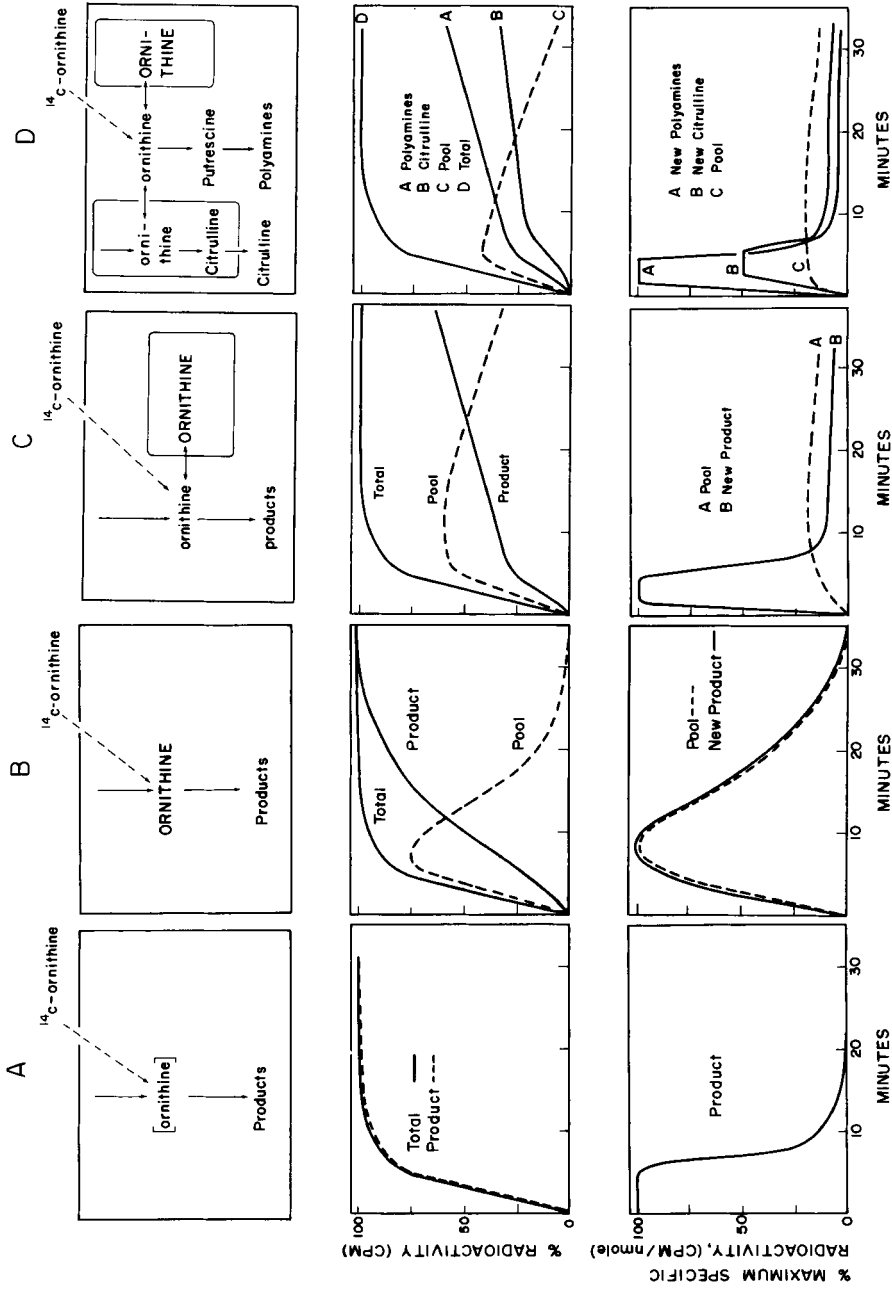 A
¹⁴C-ornithine
[ornithine]
Products
B
¹⁴C-ornithine
ORNITHINE
Products
C
¹⁴C-ornithine
ornithine
ORNITHINE
products
D
¹⁴C-ornithine
orni-
thine
ornithine
ORNI-
THINE
Citrulline
Putrescine
Citrulline
Polyamines
% RADIOACTIVITY (CPM)
100
50
0
Total
Product
Total
Product
Pool
Total
Pool
Product
D
A
B
C
A Polyamines
B Citrulline
C Pool
D Total
% MAXIMUM SPECIFIC
RADIOACTIVITY, (CPM/nmole)
100
50
0
Product
10
20
30
MINUTES
Pool
New Product
10
20
30
MINUTES
A Pool
B New Product
A
B
10
20
30
MINUTES
A
B
C
A New Polyamines
B New Citrulline
C Pool
10
20
30
MINUTES